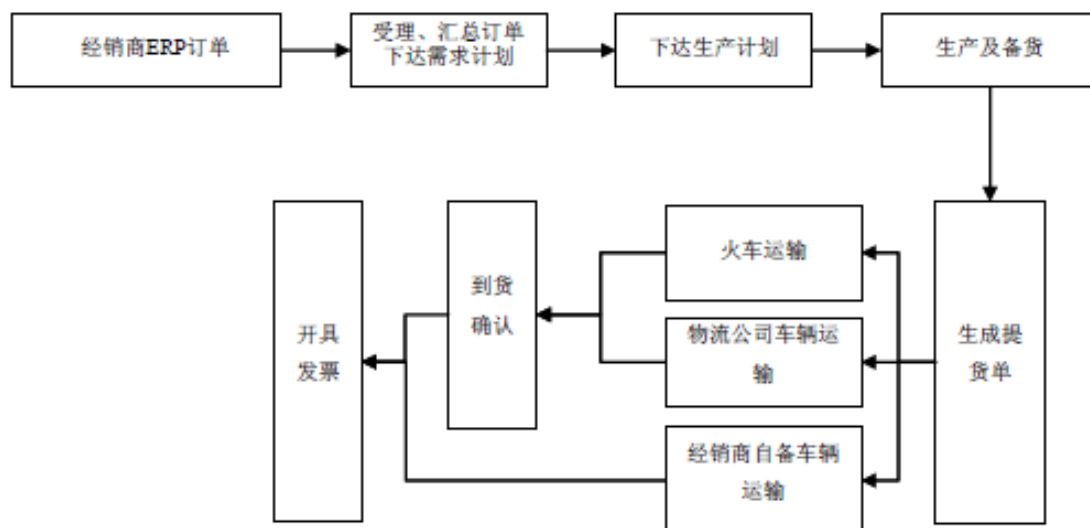 经销商ERP订单
受理、汇总订单
下达需求计划
下达生产计划
生产及备货
生成提
货单
火车运输
物流公司车辆运
输
经销商自备车辆
运输
到货
确认
开具
发票